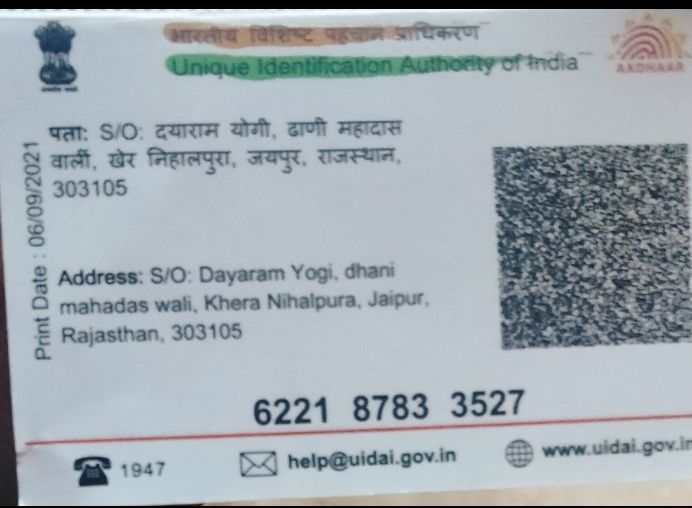 भारतीय विशिष्ट पहचान प्राधिकरण
Unique Identification Authority of India
AADHAAR
पता: S/O: दयाराम योगी, ढाणी महादास
वाली, खेर निहालपुरा, जयपुर, राजस्थान,
303105
Print Date : 06/09/2021
Address: S/O: Dayaram Yogi, dhani
mahadas wali, Khera Nihalpura, Jaipur,
Rajasthan, 303105
6221 8783 3527
1947
help@uidai.gov.in
www.uidai.gov.in